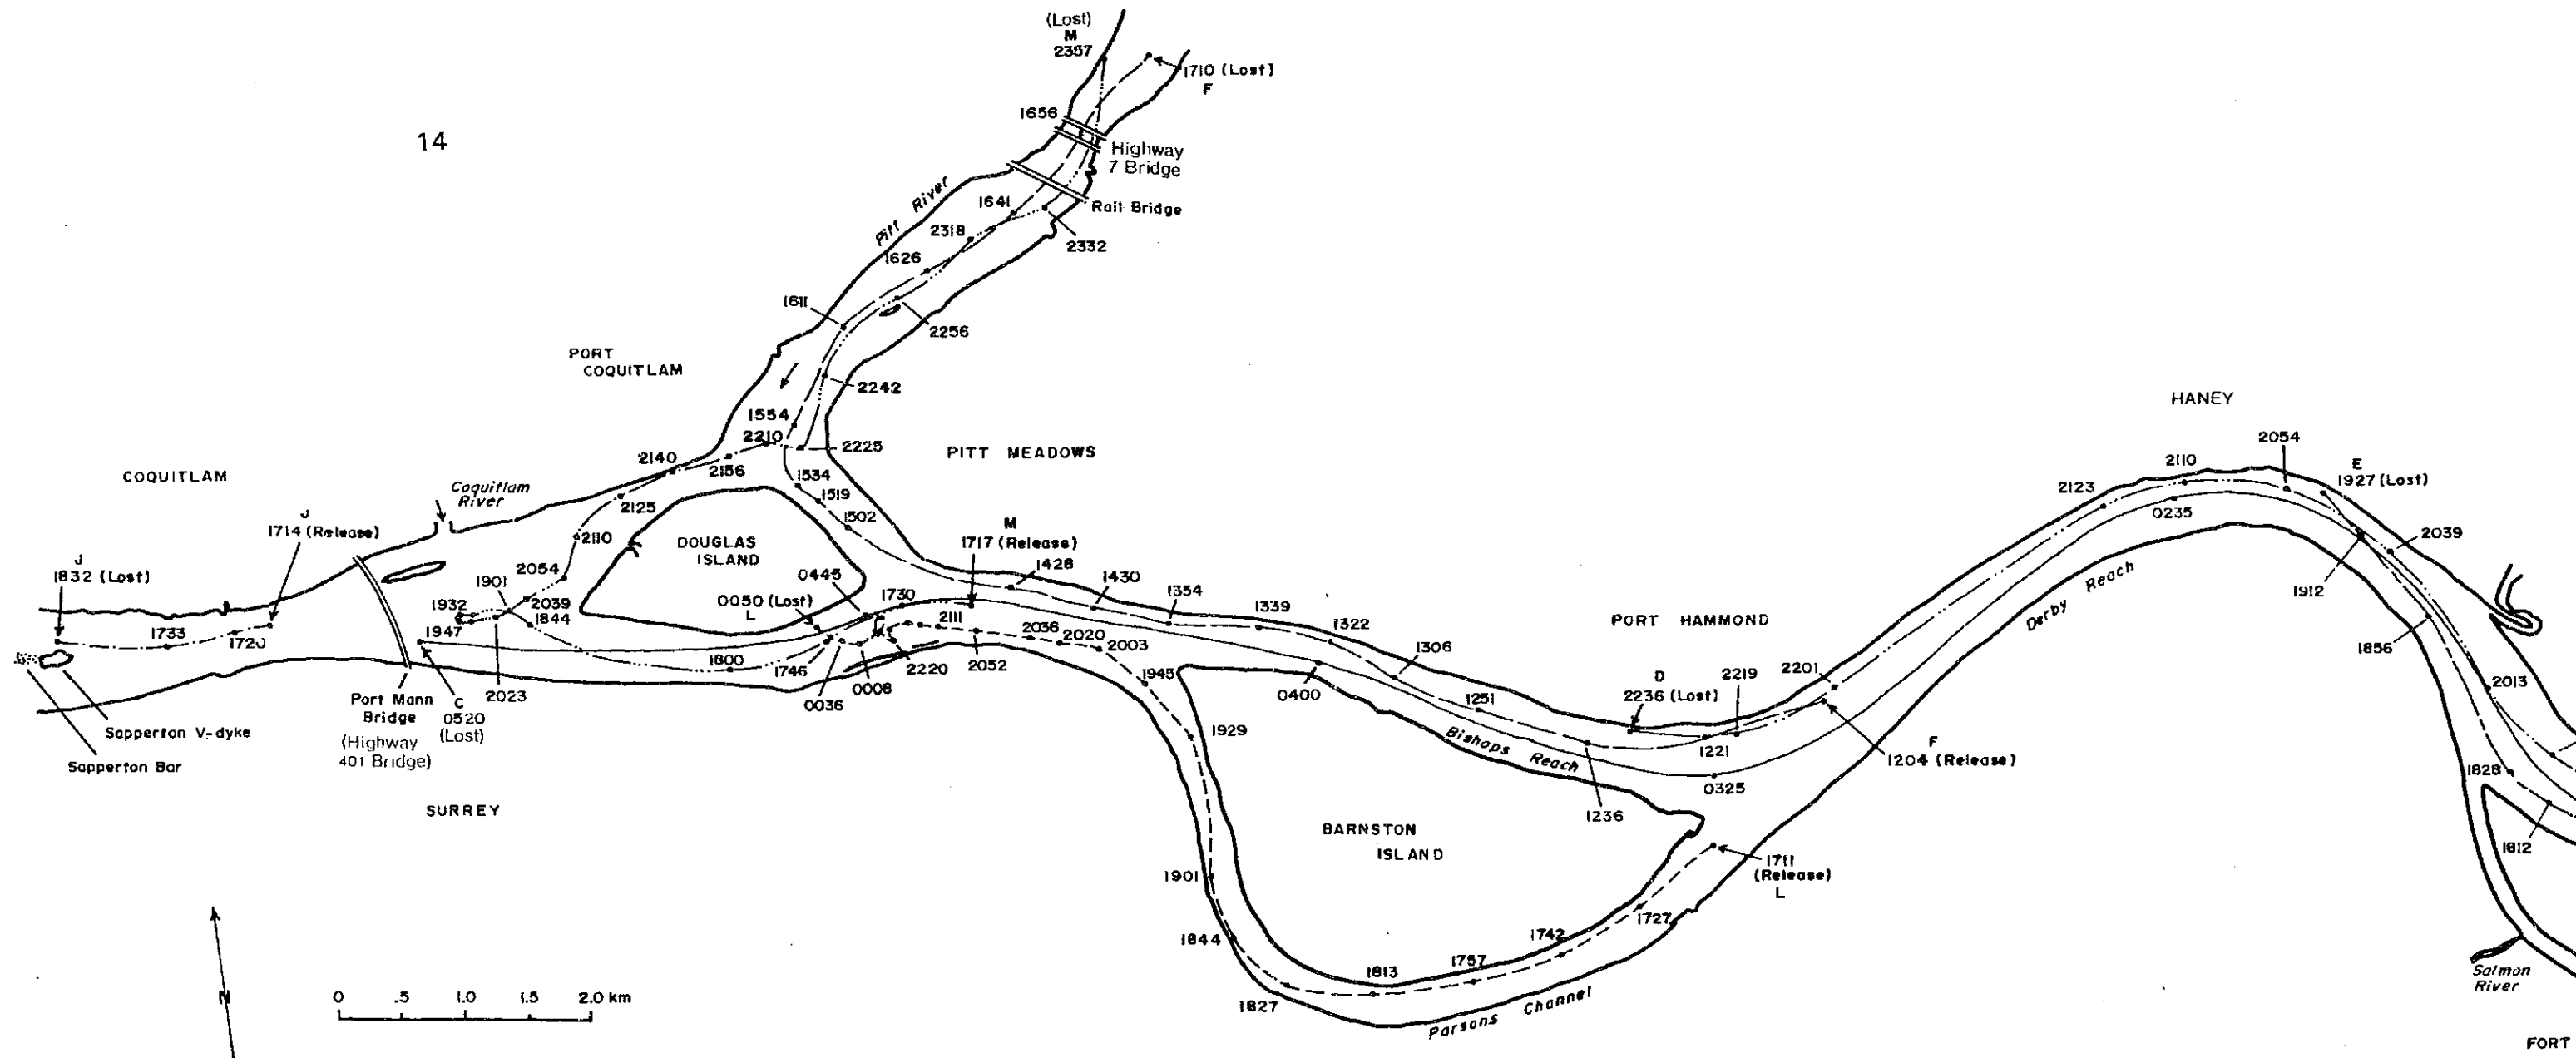 14
(Lost)
M
2357
1710 (Lost)
F
1656
Highway
7 Bridge
Rail Bridge
Pitt River
1641
2318
2332
1626
1611
2256
PORT
COQUITLAM
2242
1554
2210
2225
2140
2156
2125
2110
COQUITLAM
Coquitlam
River
PITT MEADOWS
1534
1519
1502
HANEY
2054
E
1927 (Lost)
2110
2123
0235
2039
1912
1856
2013
1828
1812
J
1714 (Release)
J
1832 (Lost)
1733
1720
DOUGLAS
ISLAND
M
1717 (Release)
1428
1430
1354
1339
1322
1306
1251
1236
1221
1901
2054
2039
1844
1932
1947
2023
0445
0050 (Lost)
L
1730
2111
2036
2020
2003
2052
2220
1945
1929
1800
1746
0036
0008
C
0520
(Lost)
Port Mann
Bridge
(Highway
401 Bridge)
Sapperton V-dyke
Sapperton Bar
SURREY
0400
Bishops Reach
PORT HAMMOND
Derby Reach
D
2236 (Lost)
2219
2201
F
1204 (Release)
0325
BARNSTON
ISLAND
1711
(Release)
L
1727
1742
1757
1813
1827
1844
1901
Parsons Channel
Salmon
River
FORT
N
0 .5 1.0 1.5 2.0 km